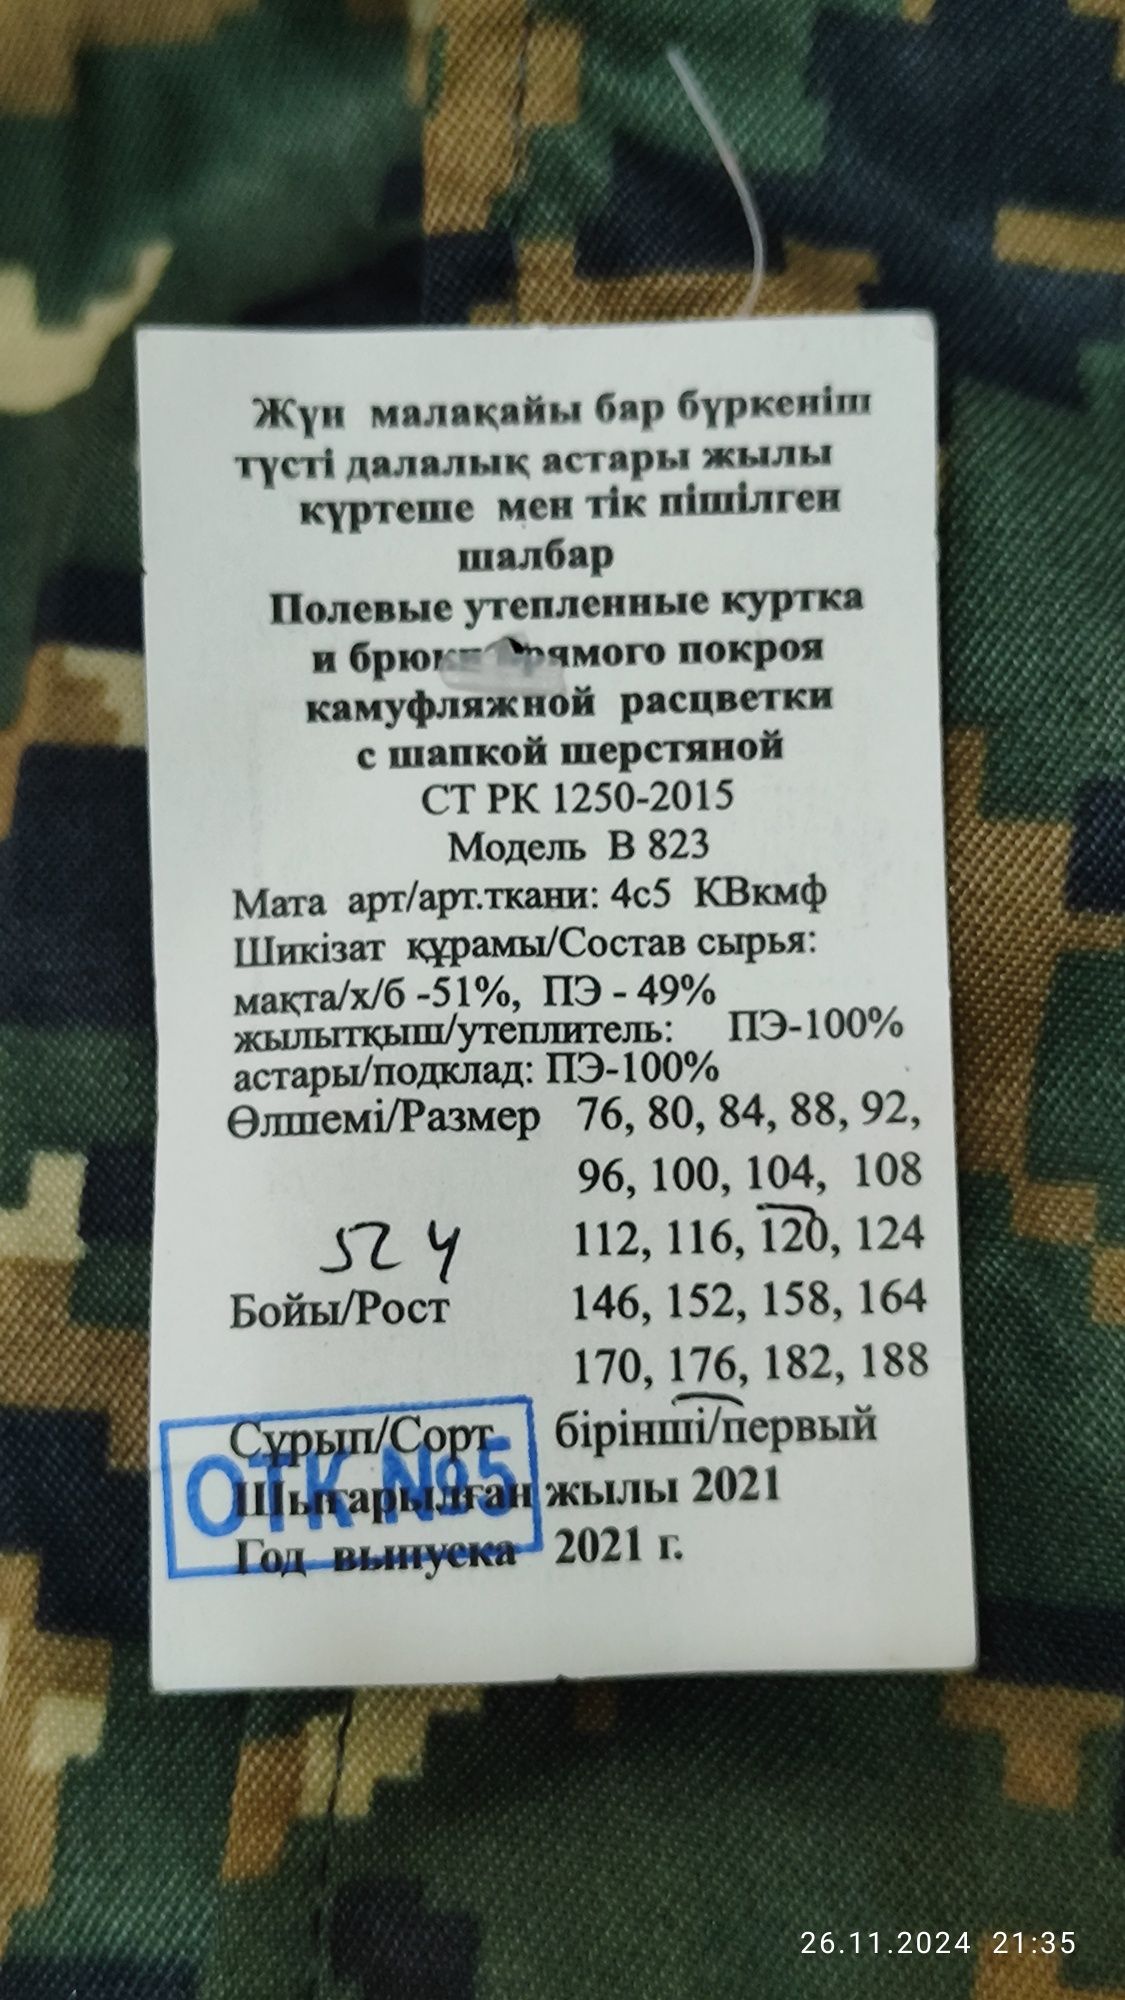 Жүн малақайы бар бүркеніш
түсті далалық астары жылы
күртеше мен тік пішілген
шалбар
Полевые утепленные куртка
и брюки прямого покроя
камуфляжной расцветки
с шапкой шерстяной
СТ РК 1250-2015
Модель В 823
Мата арт/арт.ткани: 4с5 КВкмф
Шикізат құрамы/Состав сырья:
мақта/х/б -51%, ПЭ - 49%
жылытқыш/утеплитель: ПЭ-100%
астары/подклад: ПЭ-100%
Өлшемі/Размер 76, 80, 84, 88, 92,
96, 100, 104, 108
112, 116, 120, 124
52 4
Бойы/Рост 146, 152, 158, 164
170, 176, 182, 188
Сұрып/Сорт бірінші/первый
ОТК №5
Шығарылған жылы 2021
Год выпуска 2021 г.
26.11.2024 21:35